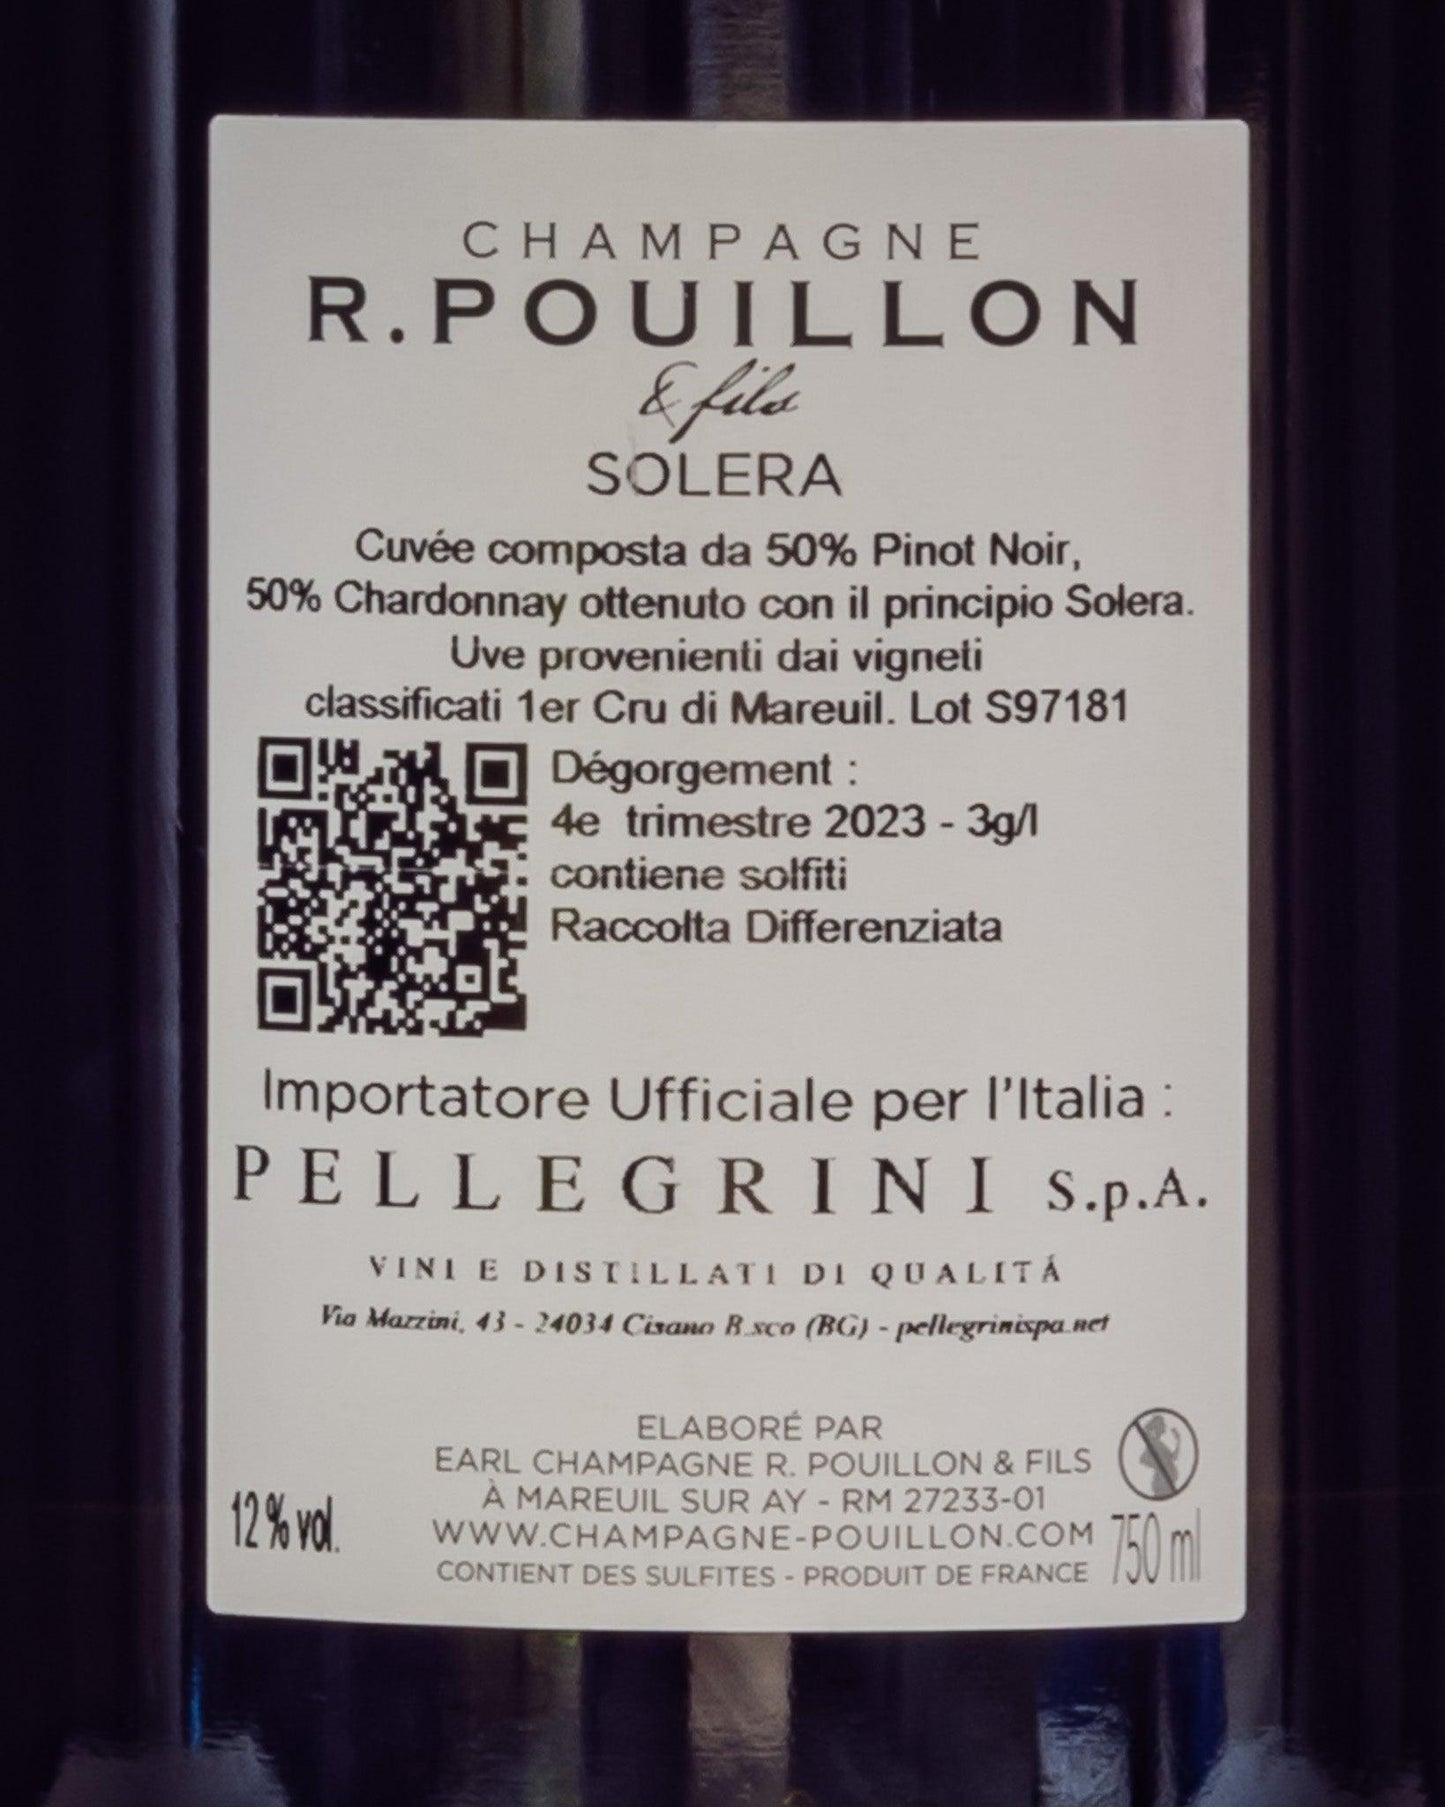 CHAMPAGNE
R.POUILLON
& fils
SOLERA
Cuvée composta da 50% Pinot Noir,
50% Chardonnay ottenuto con il principio Solera.
Uve provenienti dai vigneti
classificati 1er Cru di Mareuil. Lot S97181
Dégorgement :
4e trimestre 2023 - 3g/l
contiene solfiti
Raccolta Differenziata
Importatore Ufficiale per l'Italia :
PELLEGRINI S.p.A.
VINI E DISTILLATI DI QUALITÁ
Via Mazzini, 43 - 24034 Cisano B.sco (BG) - pellegrinispa.net
ELABORÉ PAR
EARL CHAMPAGNE R. POUILLON & FILS
À MAREUIL SUR AY - RM 27233-01
12 % vol.
WWW.CHAMPAGNE-POUILLON.COM
750 ml
CONTIENT DES SULFITES - PRODUIT DE FRANCE